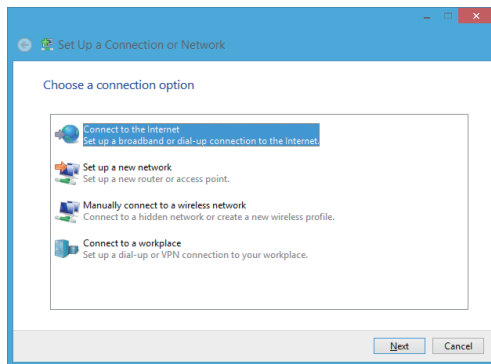 Set Up a Connection or Network
Choose a connection option
Connect to the Internet
Set up a broadband or dial-up connection to the Internet.
Set up a new network
Set up a new router or access point.
Manually connect to a wireless network
Connect to a hidden network or create a new wireless profile.
Connect to a workplace
Set up a dial-up or VPN connection to your workplace.
Next Cancel